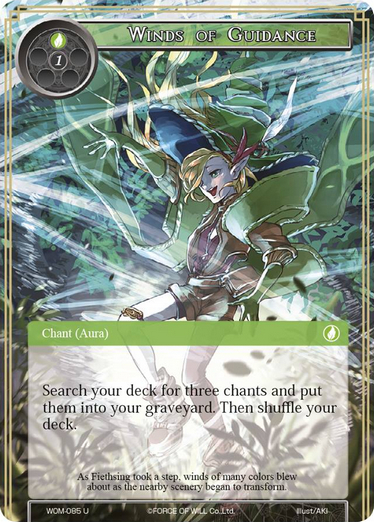 1
Winds of Guidance
Chant (Aura)
Search your deck for three chants and put
them into your graveyard. Then shuffle your
deck.
As Fiethsing took a step, winds of many colors blew
about as the nearby scenery began to transform.
WOM-085 U
©FORCE OF WILL Co.,Ltd.
Illust/AKI